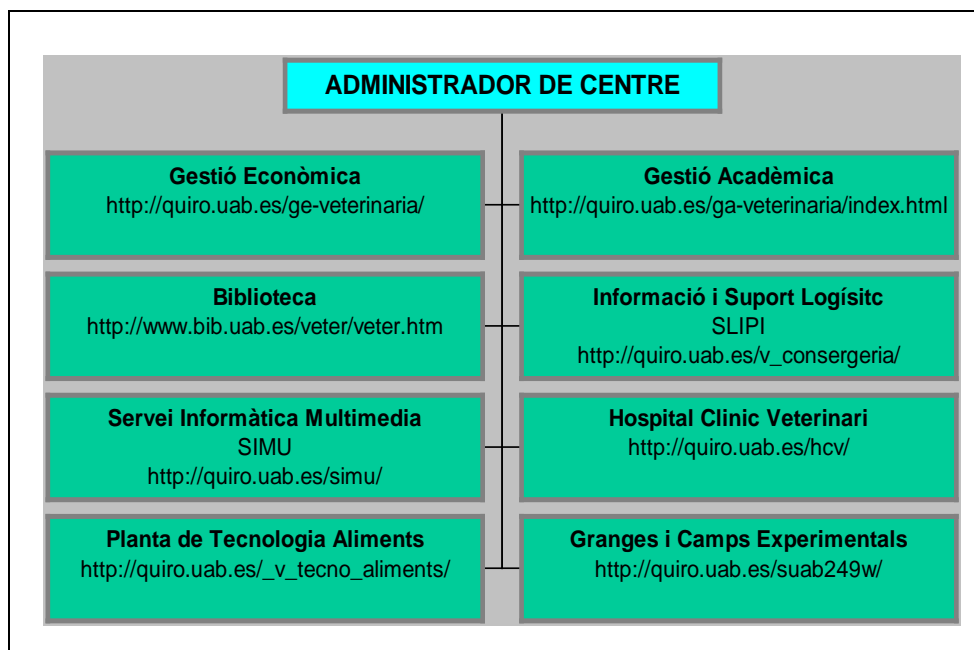 ADMINISTRADOR DE CENTRE
Gestió Econòmica
http://quiro.uab.es/ge-veterinaria/
Gestió Acadèmica
http://quiro.uab.es/ga-veterinaria/index.html
Biblioteca
http://www.bib.uab.es/veter/veter.htm
Informació i Suport Logísitc
SLIPI
http://quiro.uab.es/v_consergeria/
Servei Informàtica Multimedia
SIMU
http://quiro.uab.es/simu/
Hospital Clinic Veterinari
http://quiro.uab.es/hcv/
Planta de Tecnologia Aliments
http://quiro.uab.es/_v_tecno_aliments/
Granges i Camps Experimentals
http://quiro.uab.es/suab249w/